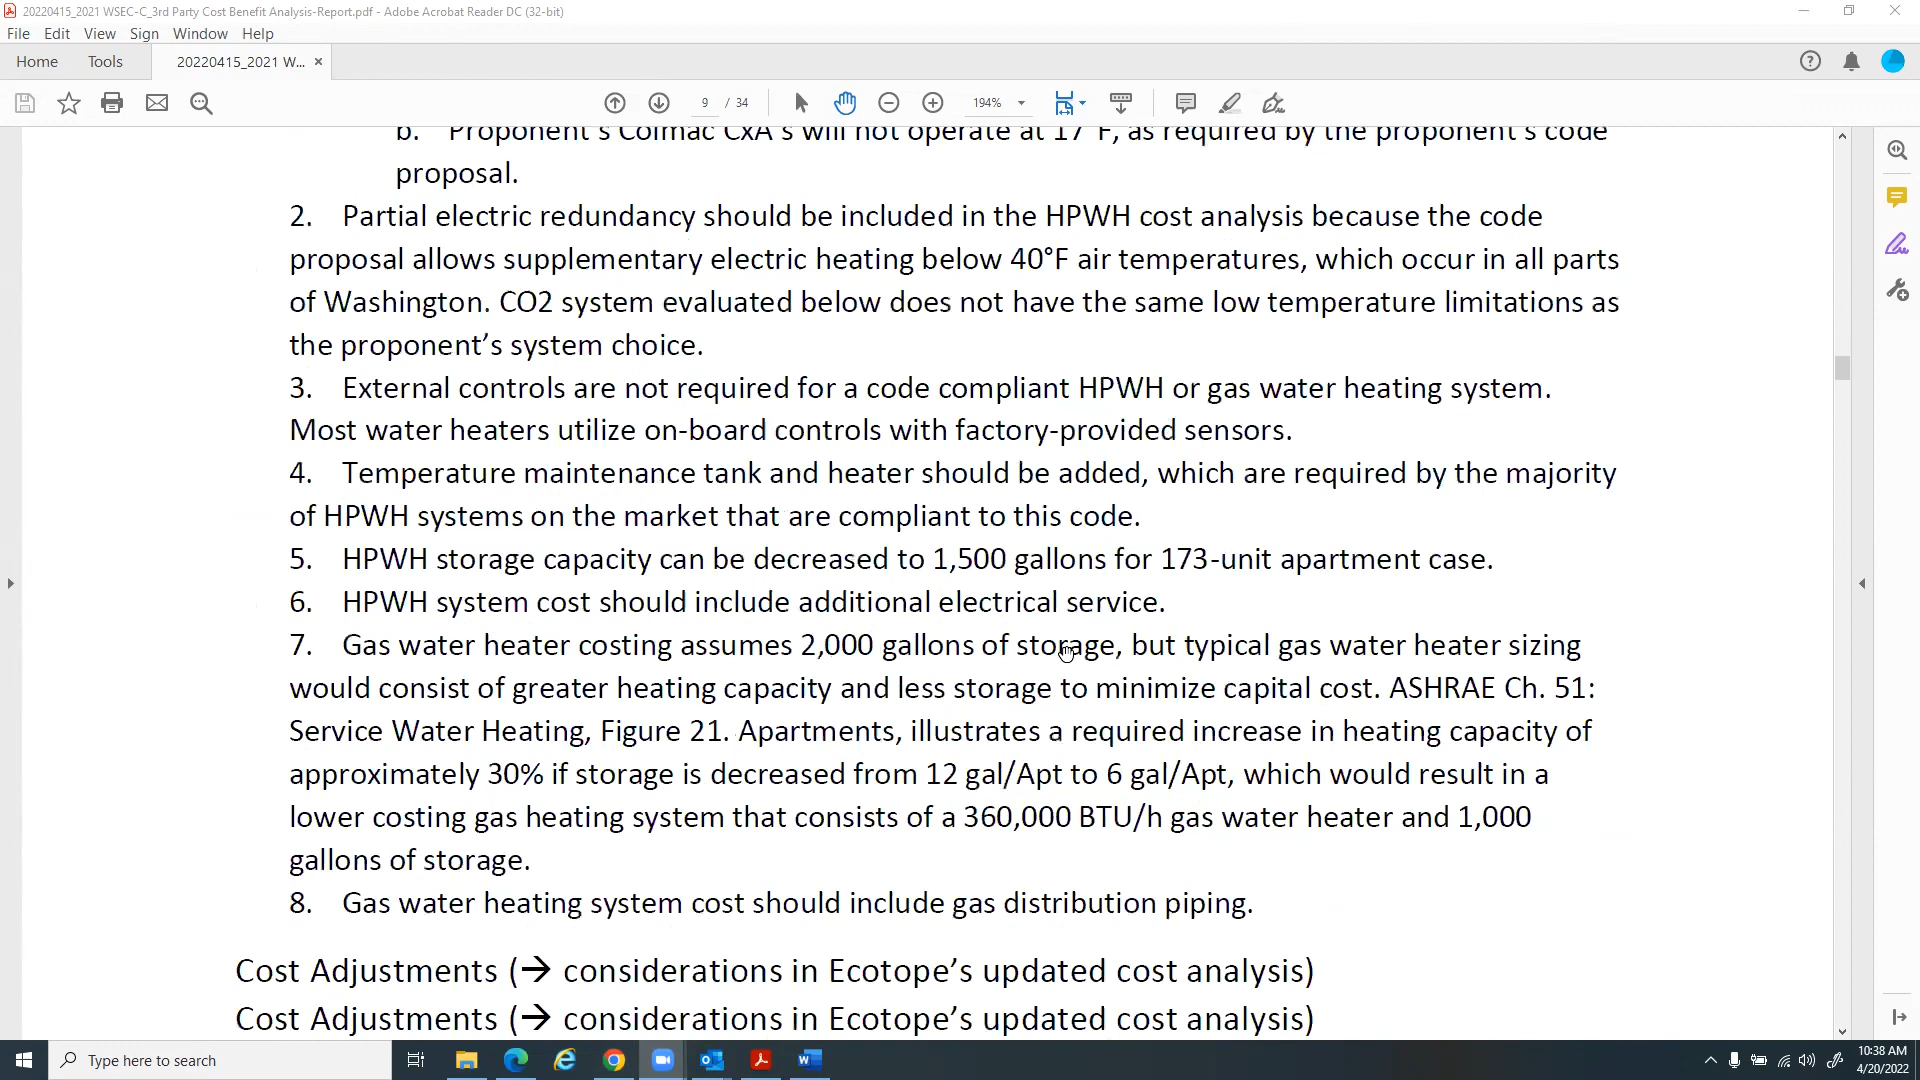 20220415_2021 WSEC-C_3rd Party Cost Benefit Analysis-Report.pdf - Adobe Acrobat Reader DC (32-bit)
File Edit View Sign Window Help
Home Tools 20220415_2021 W... ×
9 / 34 194%
b. Proponent's Colmac CxA's will not operate at 17°F, as required by the proponent's code
proposal.
2. Partial electric redundancy should be included in the HPWH cost analysis because the code
proposal allows supplementary electric heating below 40°F air temperatures, which occur in all parts
of Washington. CO2 system evaluated below does not have the same low temperature limitations as
the proponent’s system choice.
3. External controls are not required for a code compliant HPWH or gas water heating system.
Most water heaters utilize on-board controls with factory-provided sensors.
4. Temperature maintenance tank and heater should be added, which are required by the majority
of HPWH systems on the market that are compliant to this code.
5. HPWH storage capacity can be decreased to 1,500 gallons for 173-unit apartment case.
6. HPWH system cost should include additional electrical service.
7. Gas water heater costing assumes 2,000 gallons of storage, but typical gas water heater sizing
would consist of greater heating capacity and less storage to minimize capital cost. ASHRAE Ch. 51:
Service Water Heating, Figure 21. Apartments, illustrates a required increase in heating capacity of
approximately 30% if storage is decreased from 12 gal/Apt to 6 gal/Apt, which would result in a
lower costing gas heating system that consists of a 360,000 BTU/h gas water heater and 1,000
gallons of storage.
8. Gas water heating system cost should include gas distribution piping.
Cost Adjustments (→ considerations in Ecotope’s updated cost analysis)
Cost Adjustments (→ considerations in Ecotope’s updated cost analysis)
Type here to search
10:38 AM
4/20/2022